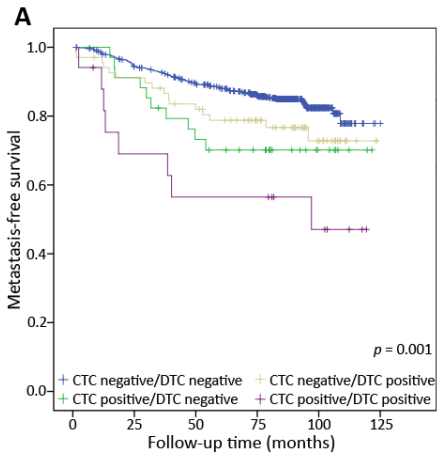 A
1.0
0.8
0.6
0.4
0.2
0.0
Metastasis-free survival
p = 0.001
CTC negative/DTC negative
CTC negative/DTC positive
CTC positive/DTC negative
CTC positive/DTC positive
0 25 50 75 100 125
Follow-up time (months)